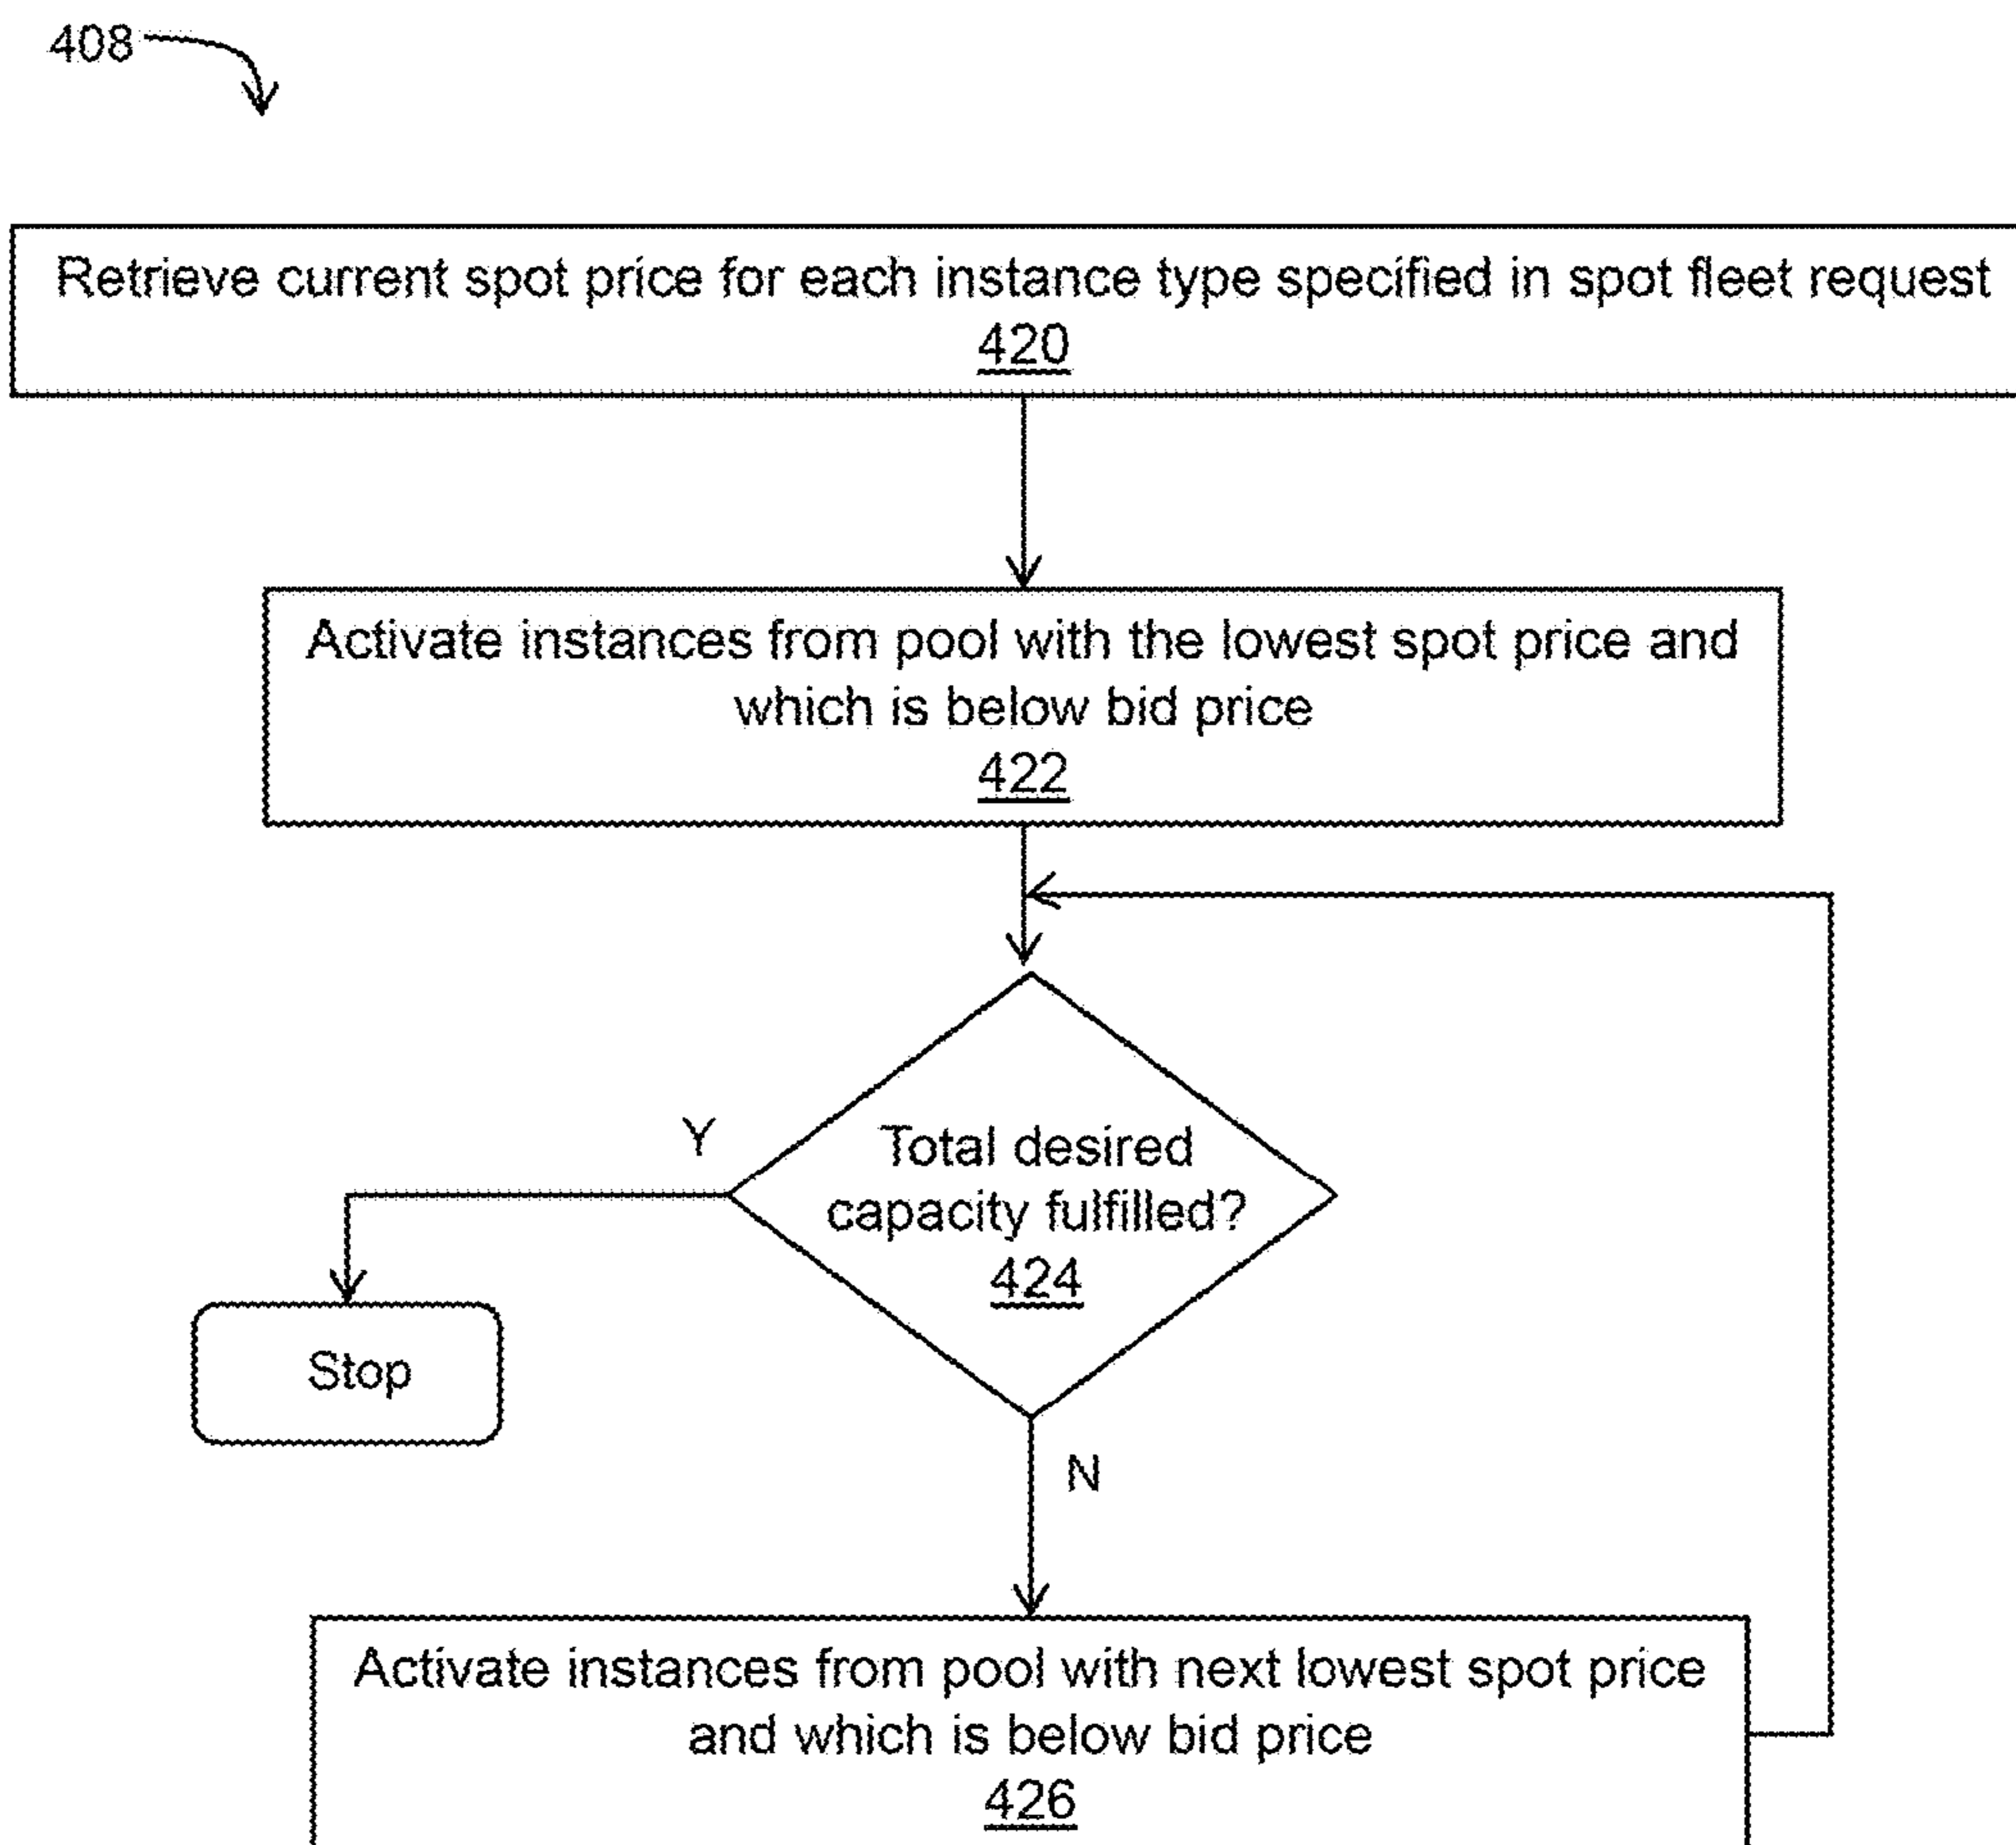 408
Retrieve current spot price for each instance type specified in spot fleet request
420
Activate instances from pool with the lowest spot price and
which is below bid price
422
Total desired
capacity fulfilled?
424
Y
Stop
N
Activate instances from pool with next lowest spot price
and which is below bid price
426